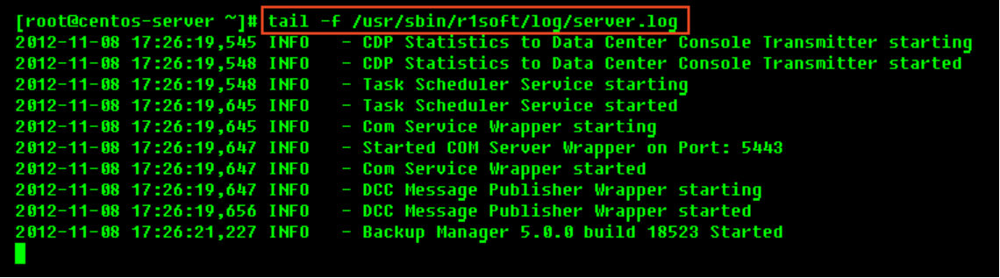 [root@centos-server ~]# tail -f /usr/sbin/r1soft/log/server.log
2012-11-08 17:26:19,545 INFO   - CDP Statistics to Data Center Console Transmitter starting
2012-11-08 17:26:19,548 INFO   - CDP Statistics to Data Center Console Transmitter started
2012-11-08 17:26:19,548 INFO   - Task Scheduler Service starting
2012-11-08 17:26:19,645 INFO   - Task Scheduler Service started
2012-11-08 17:26:19,645 INFO   - Com Service Wrapper starting
2012-11-08 17:26:19,647 INFO   - Started COM Server Wrapper on Port: 5443
2012-11-08 17:26:19,647 INFO   - Com Service Wrapper started
2012-11-08 17:26:19,647 INFO   - DCC Message Publisher Wrapper starting
2012-11-08 17:26:19,656 INFO   - DCC Message Publisher Wrapper started
2012-11-08 17:26:21,227 INFO   - Backup Manager 5.0.0 build 18523 Started